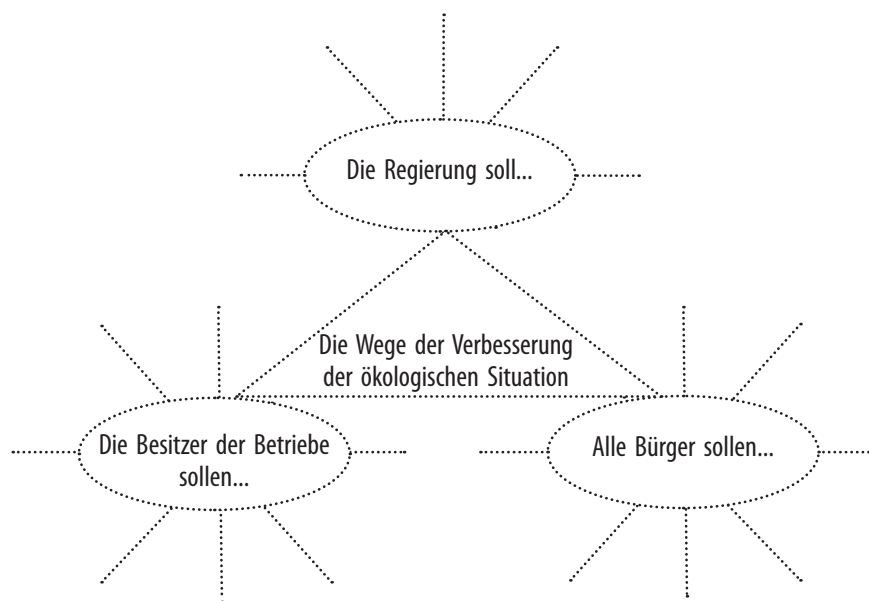 Die Regierung soll...
Die Wege der Verbesserung
der ökologischen Situation
Die Besitzer der Betriebe
sollen...
Alle Bürger sollen...